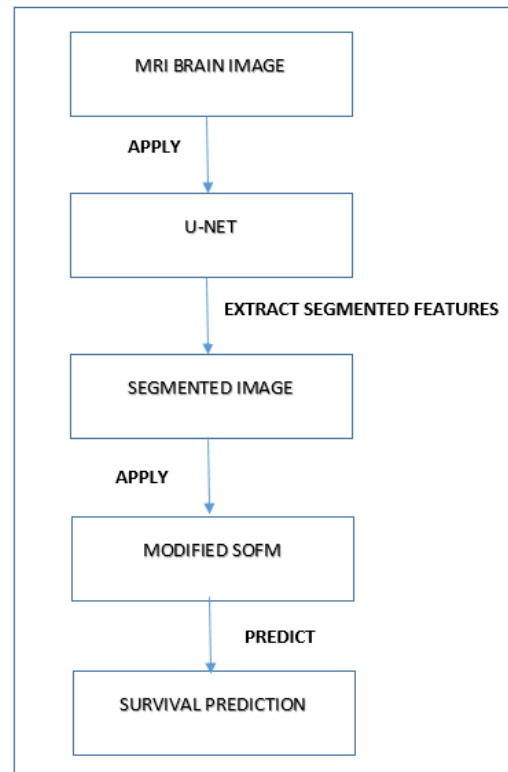 MRI BRAIN IMAGE
APPLY
U-NET
EXTRACT SEGMENTED FEATURES
SEGMENTED IMAGE
APPLY
MODIFIED SOFM
PREDICT
SURVIVAL PREDICTION